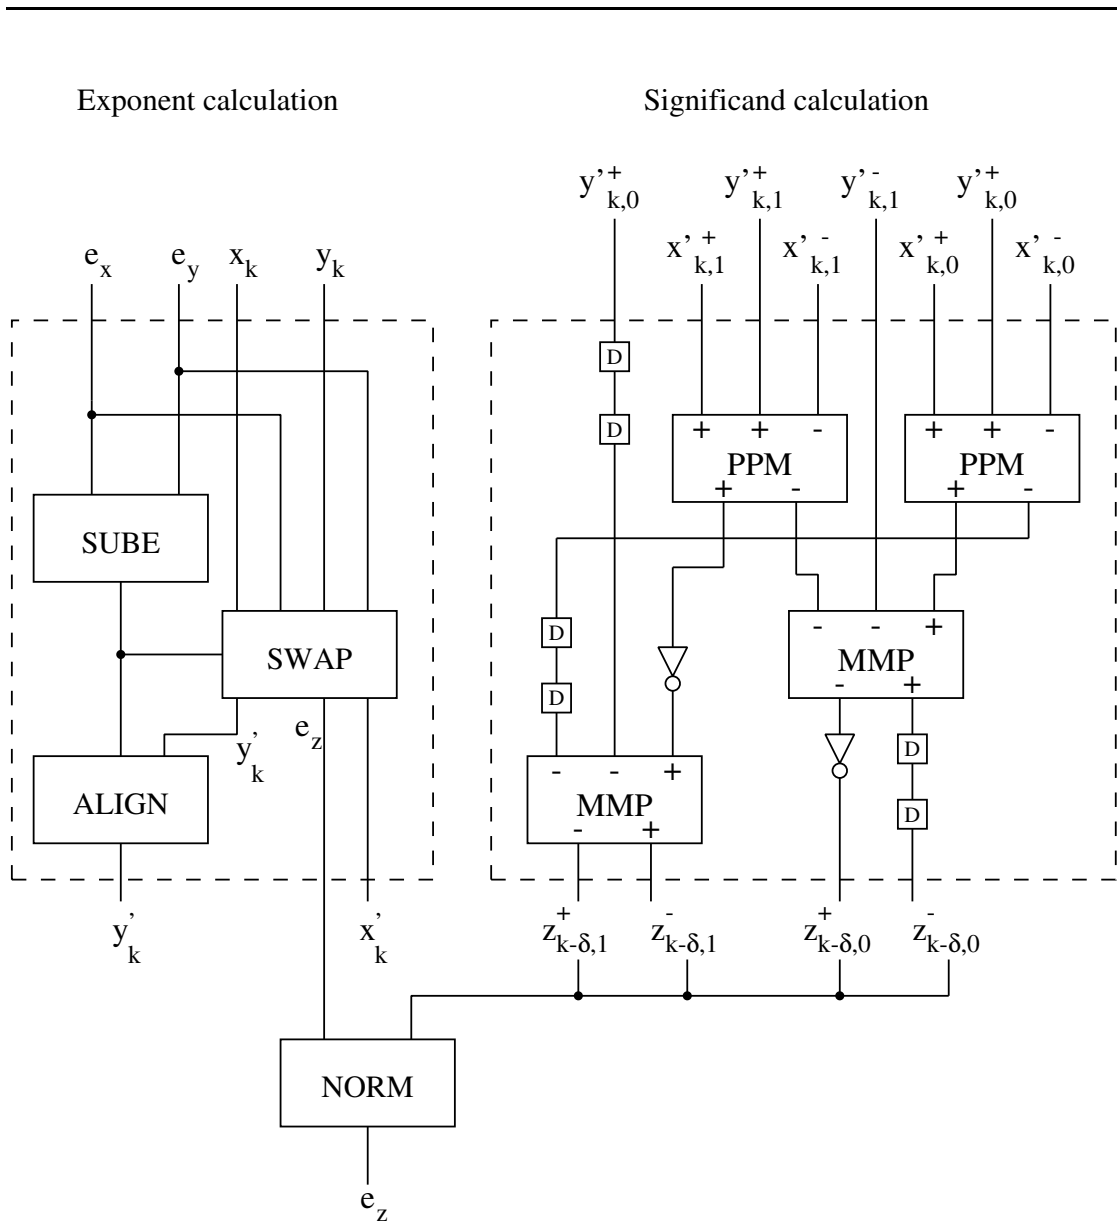 Exponent calculation Significand calculation
y'+k,0 y'+k,1 y'-k,1 y'+k,0
x'+k,1 x'-k,1 x'+k,0 x'-k,0
e_x e_y x_k y_k
D
D
+ + - + + -
PPM PPM
+ - + -
SUBE
- - +
D
SWAP MMP
- +
D
e_z
y'_k
D
- - +
ALIGN MMP D
- +
y'_k x'_k z+k-δ,1 z-k-δ,1 z+k-δ,0 z-k-δ,0
NORM
e_z